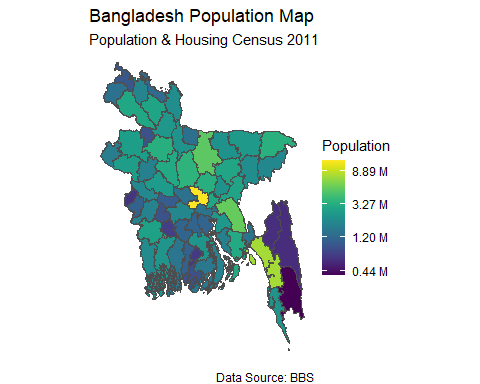 Bangladesh Population Map
Population & Housing Census 2011
Population
8.89 M
3.27 M
1.20 M
0.44 M
Data Source: BBS